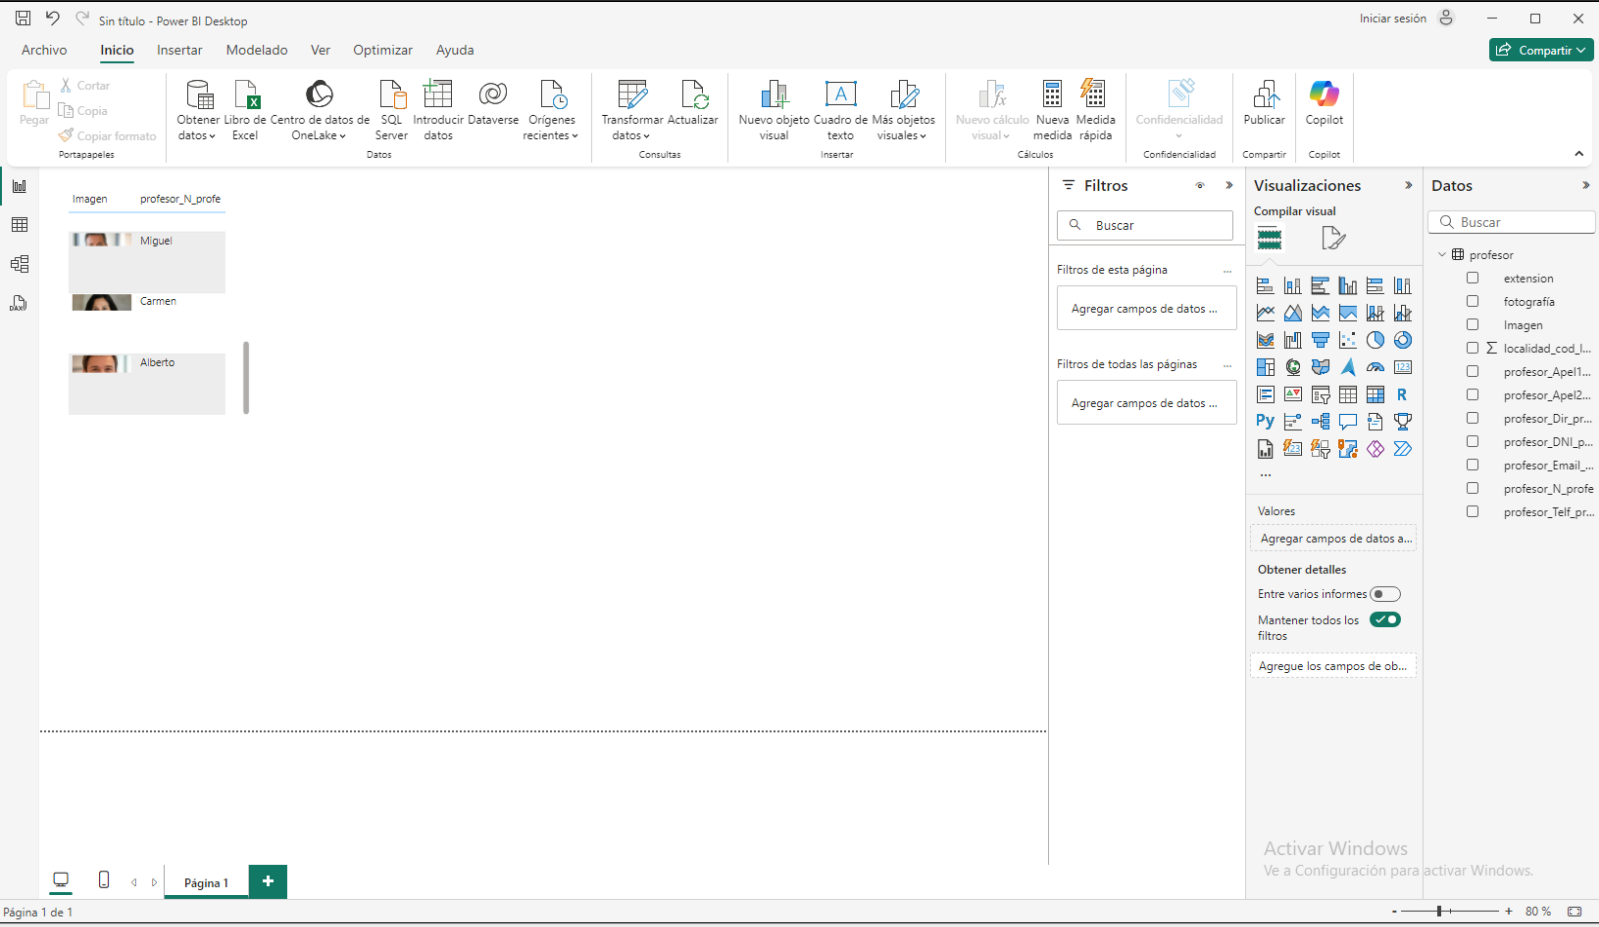 Sin título - Power BI Desktop
Iniciar sesión
Archivo Inicio Insertar Modelado Ver Optimizar Ayuda
Compartir
Pegar
Cortar
Copia
Copiar formato
Portapapeles
Obtener datos
Libro de Excel
Centro de datos de OneLake
SQL Server
Introducir datos
Dataverse
Orígenes recientes
Datos
Transformar datos
Actualizar
Consultas
Nuevo objeto visual
Cuadro de texto
Más objetos visuales
Insertar
Nuevo cálculo visual
Nueva medida
Medida rápida
Cálculos
Confidencialidad
Confidencialidad
Publicar
Compartir
Copilot
Copilot
Imagen profesor_N_profe
Miguel
Carmen
Alberto
Filtros
Buscar
Filtros de esta página ...
Agregar campos de datos ...
Filtros de todas las páginas ...
Agregar campos de datos ...
Visualizaciones
Compilar visual
123
R
Py
123
...
Valores
Agregar campos de datos a...
Obtener detalles
Entre varios informes
Mantener todos los
filtros
Agregue los campos de ob...
Datos
Buscar
profesor
extension
fotografía
Imagen
Σ localidad_cod_l...
profesor_Apel1...
profesor_Apel2...
profesor_Dir_pr...
profesor_DNI_p...
profesor_Email_...
profesor_N_profe
profesor_Telf_pr...
Activar Windows
Ve a Configuración para activar Windows.
Página 1
+
Página 1 de 1
- + 80 %